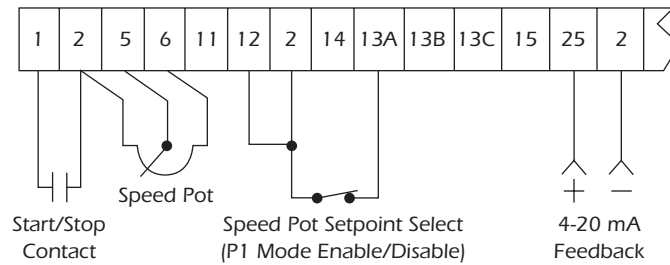 1 2 5 6 11 12 2 14 13A 13B 13C 15 25 2
Speed Pot
Start/Stop
Contact
Speed Pot Setpoint Select
(P1 Mode Enable/Disable)
+ −
4-20 mA
Feedback